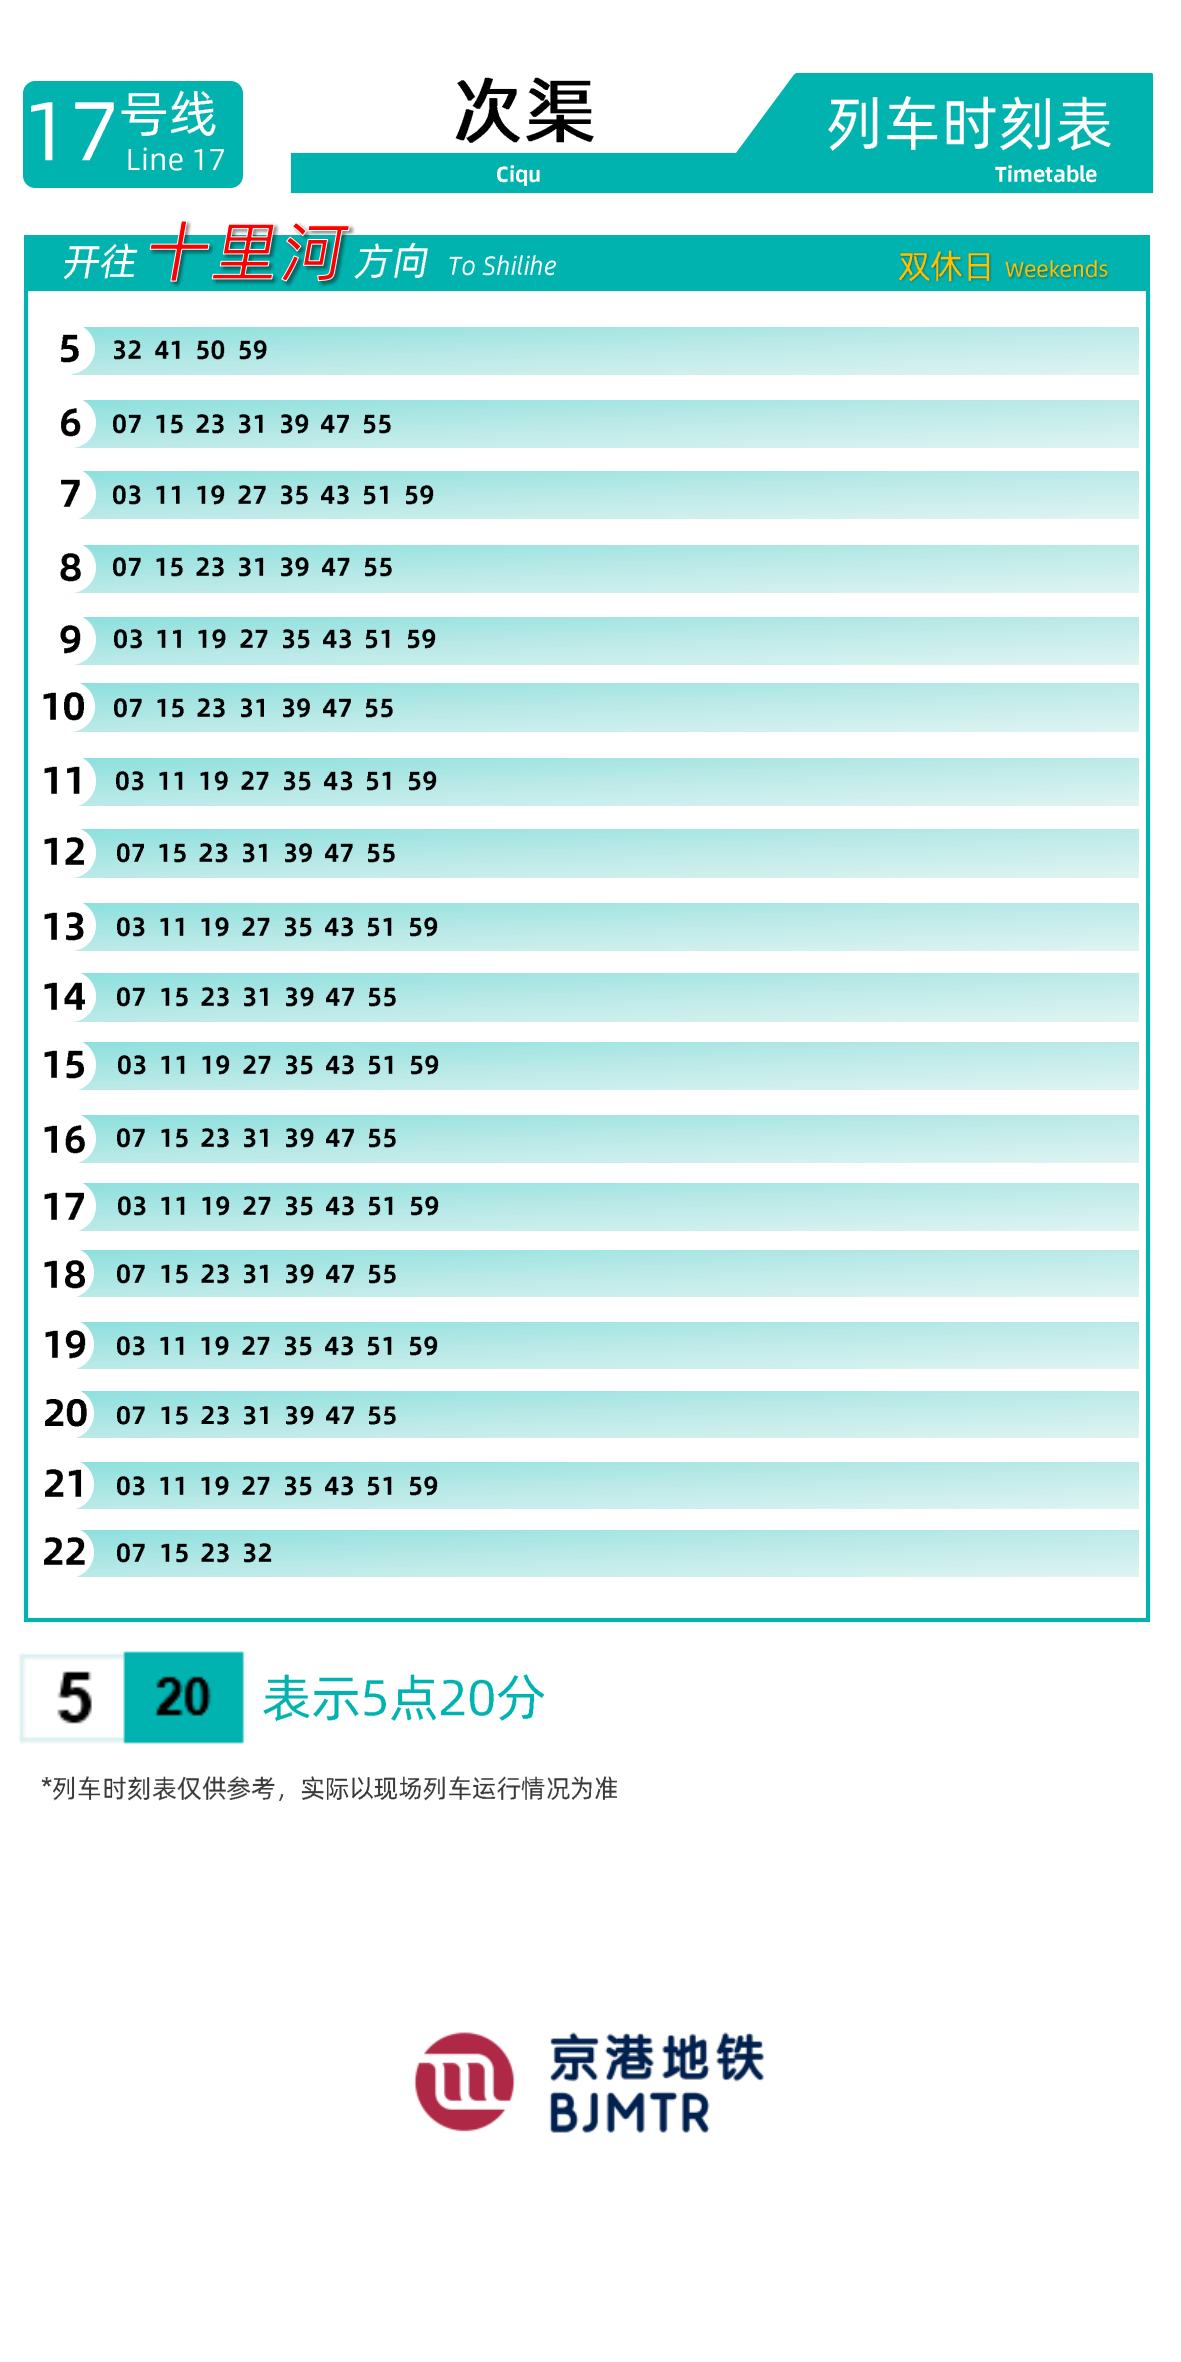 17号线
Line 17
次渠
Ciqu
列车时刻表
Timetable
开往 十里河 方向 To Shilihe 双休日 Weekends
5 32 41 50 59
6 07 15 23 31 39 47 55
7 03 11 19 27 35 43 51 59
8 07 15 23 31 39 47 55
9 03 11 19 27 35 43 51 59
10 07 15 23 31 39 47 55
11 03 11 19 27 35 43 51 59
12 07 15 23 31 39 47 55
13 03 11 19 27 35 43 51 59
14 07 15 23 31 39 47 55
15 03 11 19 27 35 43 51 59
16 07 15 23 31 39 47 55
17 03 11 19 27 35 43 51 59
18 07 15 23 31 39 47 55
19 03 11 19 27 35 43 51 59
20 07 15 23 31 39 47 55
21 03 11 19 27 35 43 51 59
22 07 15 23 32
5 20 表示5点20分
*列车时刻表仅供参考，实际以现场列车运行情况为准
京港地铁
BJMTR